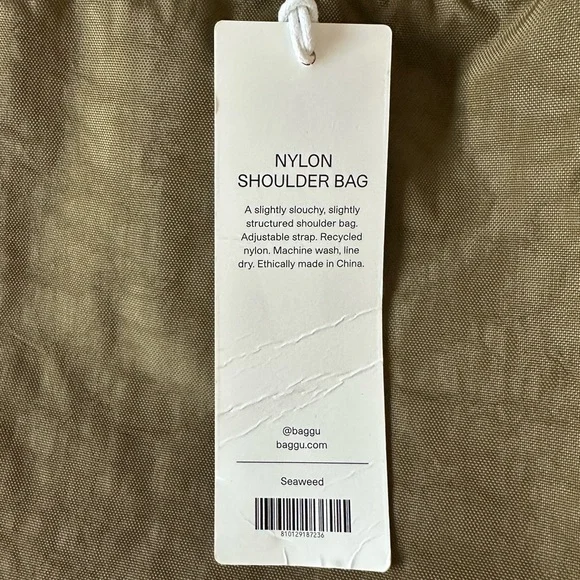 NYLON
SHOULDER BAG
A slightly slouchy, slightly
structured shoulder bag.
Adjustable strap. Recycled
nylon. Machine wash, line
dry. Ethically made in China.
@baggu
baggu.com
Seaweed
810129187236